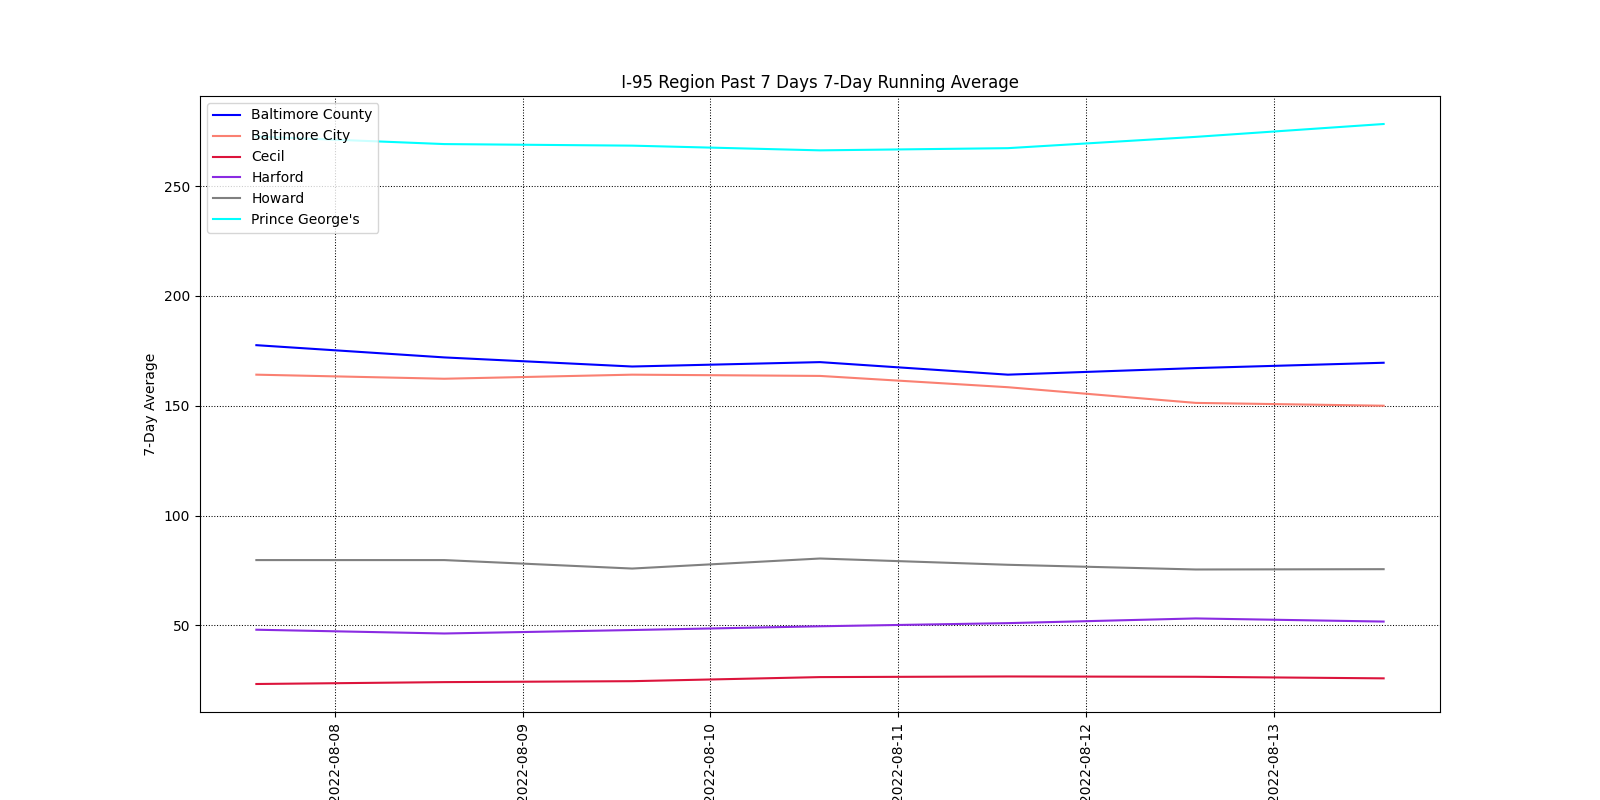 I-95 Region Past 7 Days 7-Day Running Average
Baltimore County
Baltimore City
Cecil
Harford
Howard
Prince George's
7-Day Average
250
200
150
100
50
2022-08-08
2022-08-09
2022-08-10
2022-08-11
2022-08-12
2022-08-13